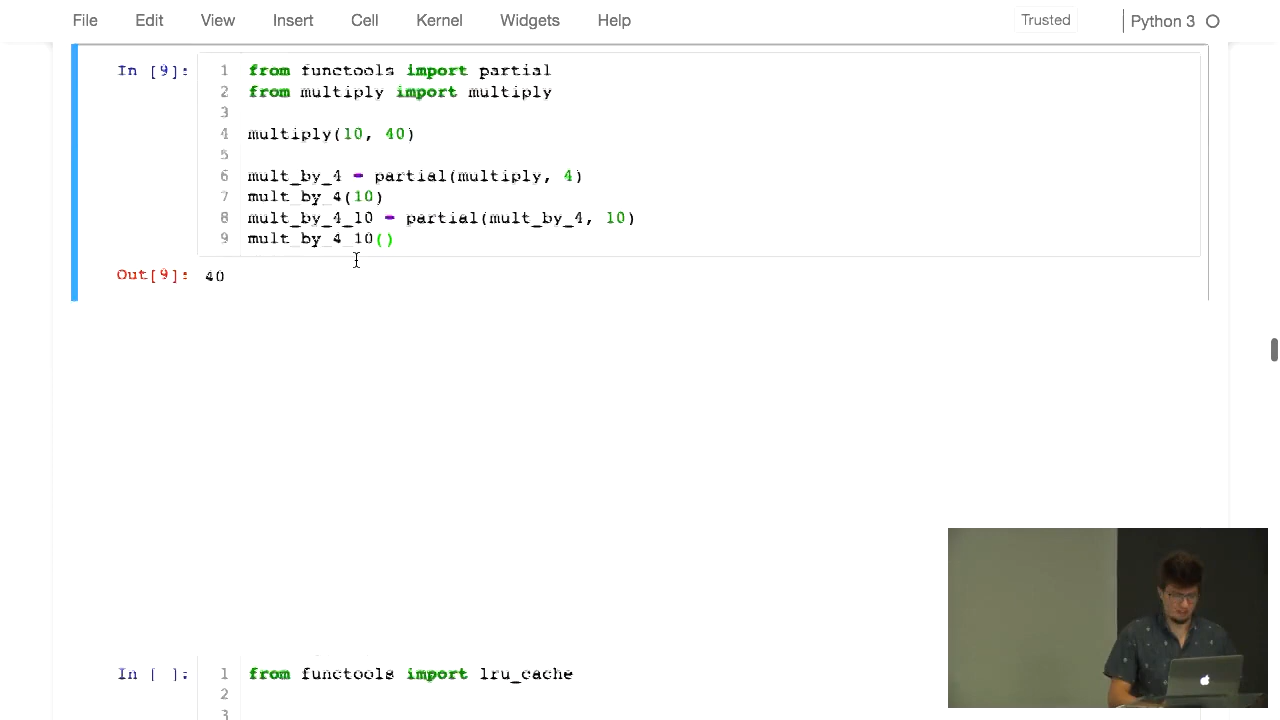 File Edit View Insert Cell Kernel Widgets Help Trusted Python 3
In [9]: 1 from functools import partial
2 from multiply import multiply
3
4 multiply(10, 40)
5
6 mult_by_4 = partial(multiply, 4)
7 mult_by_4(10)
8 mult_by_4_10 = partial(mult_by_4, 10)
9 mult_by_4_10()
Out[9]: 40
In [ ]: 1 from functools import lru_cache
2
3